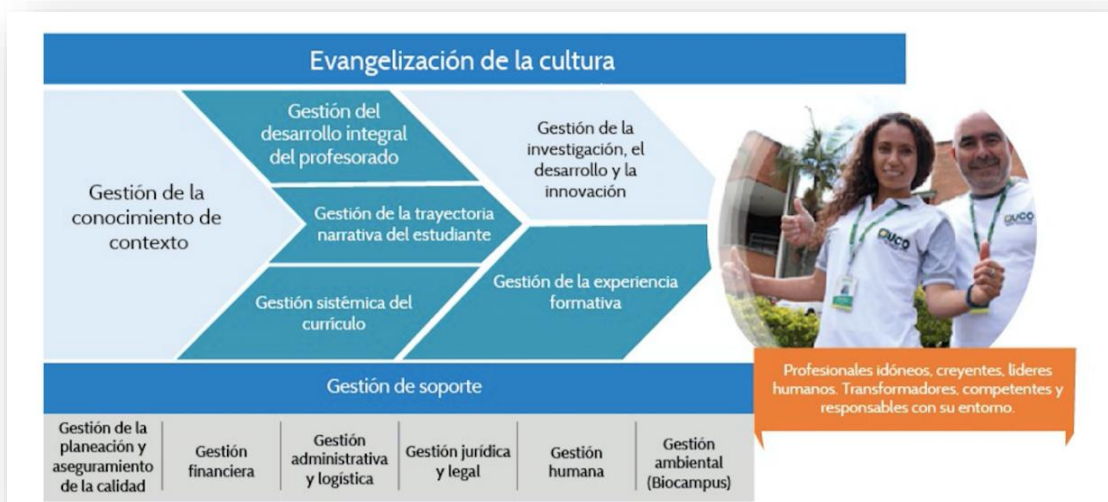 Evangelización de la cultura
Gestión de la
conocimiento de
contexto
Gestión del
desarrollo integral
del profesorado
Gestión de la trayectoria
narrativa del estudiante
Gestión sistémica del
currículo
Gestión de la
investigación, el
desarrollo y la
innovación
Gestión de la experiencia
formativa
UCO
UCO
Profesionales idóneos, creyentes, líderes
humanos. Transformadores, competentes y
responsables con su entorno.
Gestión de soporte
Gestión de la
planeación y
aseguramiento
de la calidad
Gestión
financiera
Gestión
administrativa
y logística
Gestión jurídica
y legal
Gestión
humana
Gestión
ambiental
(Biocampus)